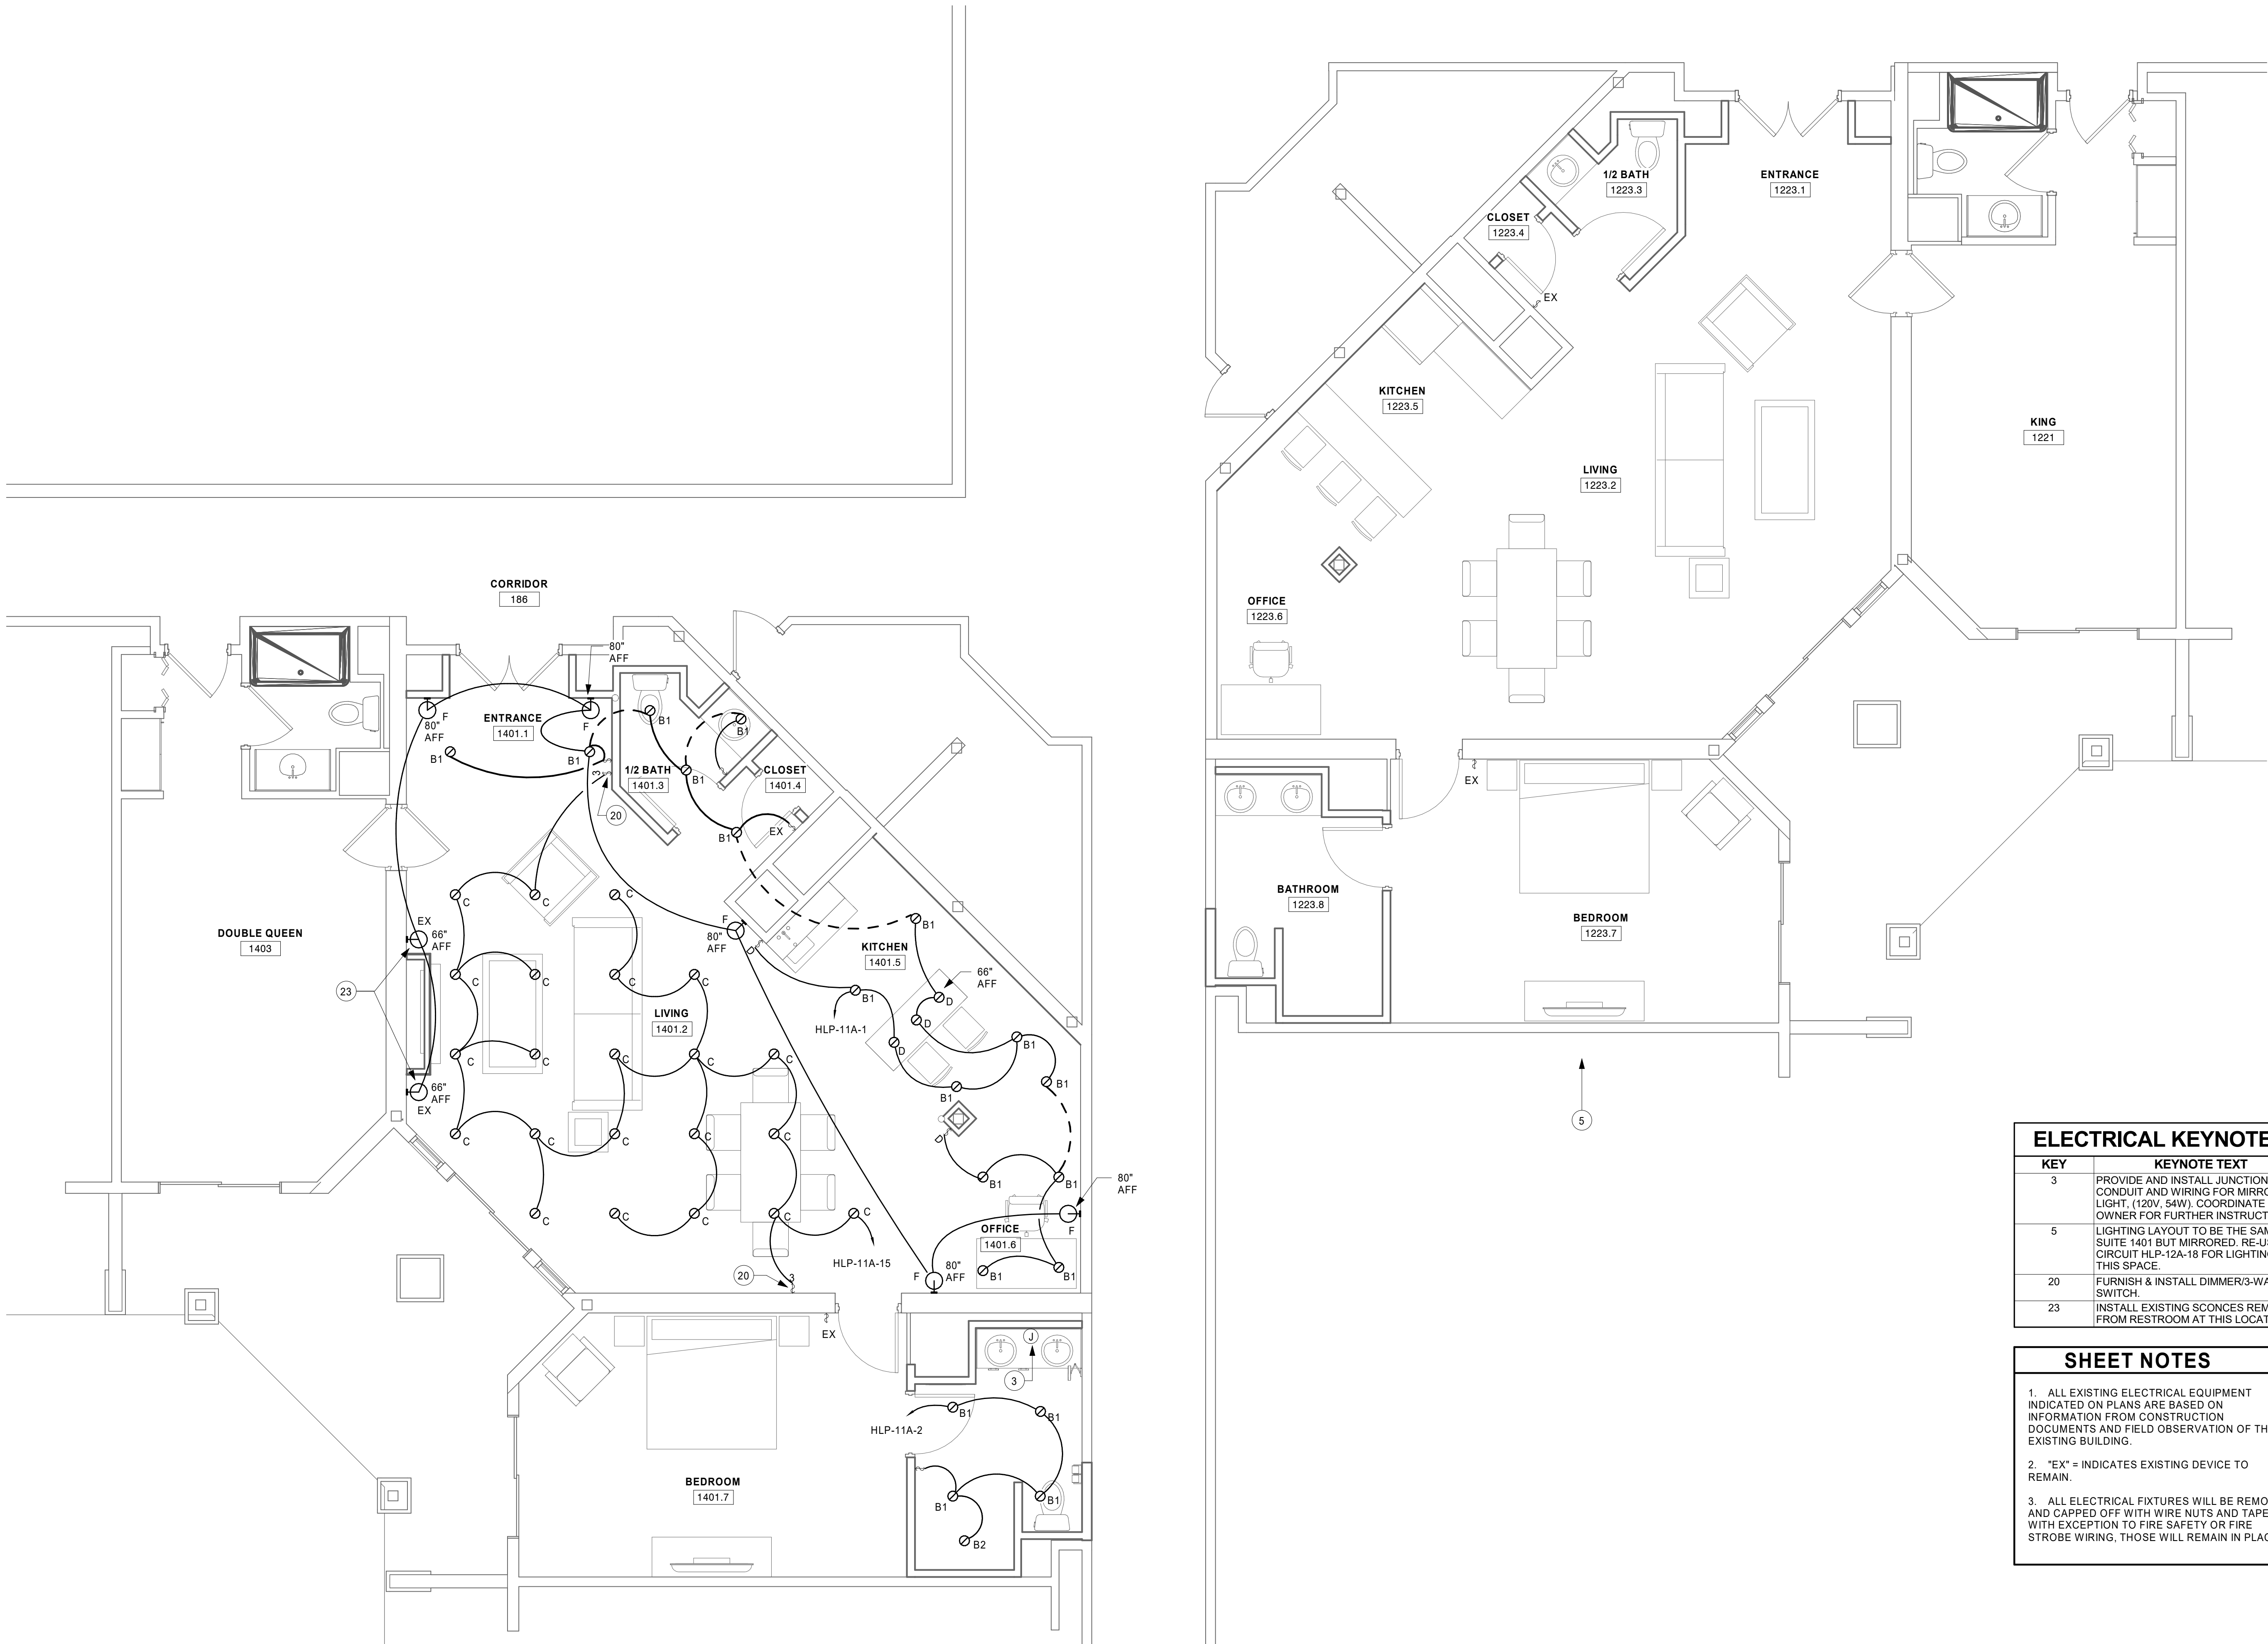 1/2 BATH
1223.3
ENTRANCE
1223.1
CLOSET
1223.4
EX
KITCHEN
1223.5
KING
1221
LIVING
1223.2
OFFICE
1223.6
EX
BATHROOM
1223.8
BEDROOM
1223.7
5
CORRIDOR
186
80"
AFF
F
80"
AFF
ENTRANCE
1401.1
F
B1
B1
B1
B1
3
1/2 BATH
1401.3
B1
CLOSET
1401.4
20
B1
EX
C
C
C
EX
66"
AFF
DOUBLE QUEEN
1403
F
80"
AFF
D
B1
KITCHEN
1401.5
C
C
C
C
66"
AFF
23
B1
D
LIVING
1401.2
HLP-11A-1
D
B1
D
C
C
C
C
C
66"
AFF
EX
B1
B1
C
C
C
C
C
D
B1
B1
80"
AFF
F
C
C
C
C
C
OFFICE
1401.6
HLP-11A-15
20
3
F
80"
AFF
B1
B1
EX
J
3
B1
B1
HLP-11A-2
BEDROOM
1401.7
B1
B1
B2
ELECTRICAL KEYNOTE
KEY
KEYNOTE TEXT
3
PROVIDE AND INSTALL JUNCTION
CONDUIT AND WIRING FOR MIRRO
LIGHT, (120V, 54W). COORDINATE
OWNER FOR FURTHER INSTRUCT
5
LIGHTING LAYOUT TO BE THE SAM
SUITE 1401 BUT MIRRORED. RE-US
CIRCUIT HLP-12A-18 FOR LIGHTING
THIS SPACE.
20
FURNISH & INSTALL DIMMER/3-WA
SWITCH.
23
INSTALL EXISTING SCONCES REM
FROM RESTROOM AT THIS LOCAT
SHEET NOTES
1. ALL EXISTING ELECTRICAL EQUIPMENT
INDICATED ON PLANS ARE BASED ON
INFORMATION FROM CONSTRUCTION
DOCUMENTS AND FIELD OBSERVATION OF TH
EXISTING BUILDING.
2. "EX" = INDICATES EXISTING DEVICE TO
REMAIN.
3. ALL ELECTRICAL FIXTURES WILL BE REMO
AND CAPPED OFF WITH WIRE NUTS AND TAPE
WITH EXCEPTION TO FIRE SAFETY OR FIRE
STROBE WIRING, THOSE WILL REMAIN IN PLAC